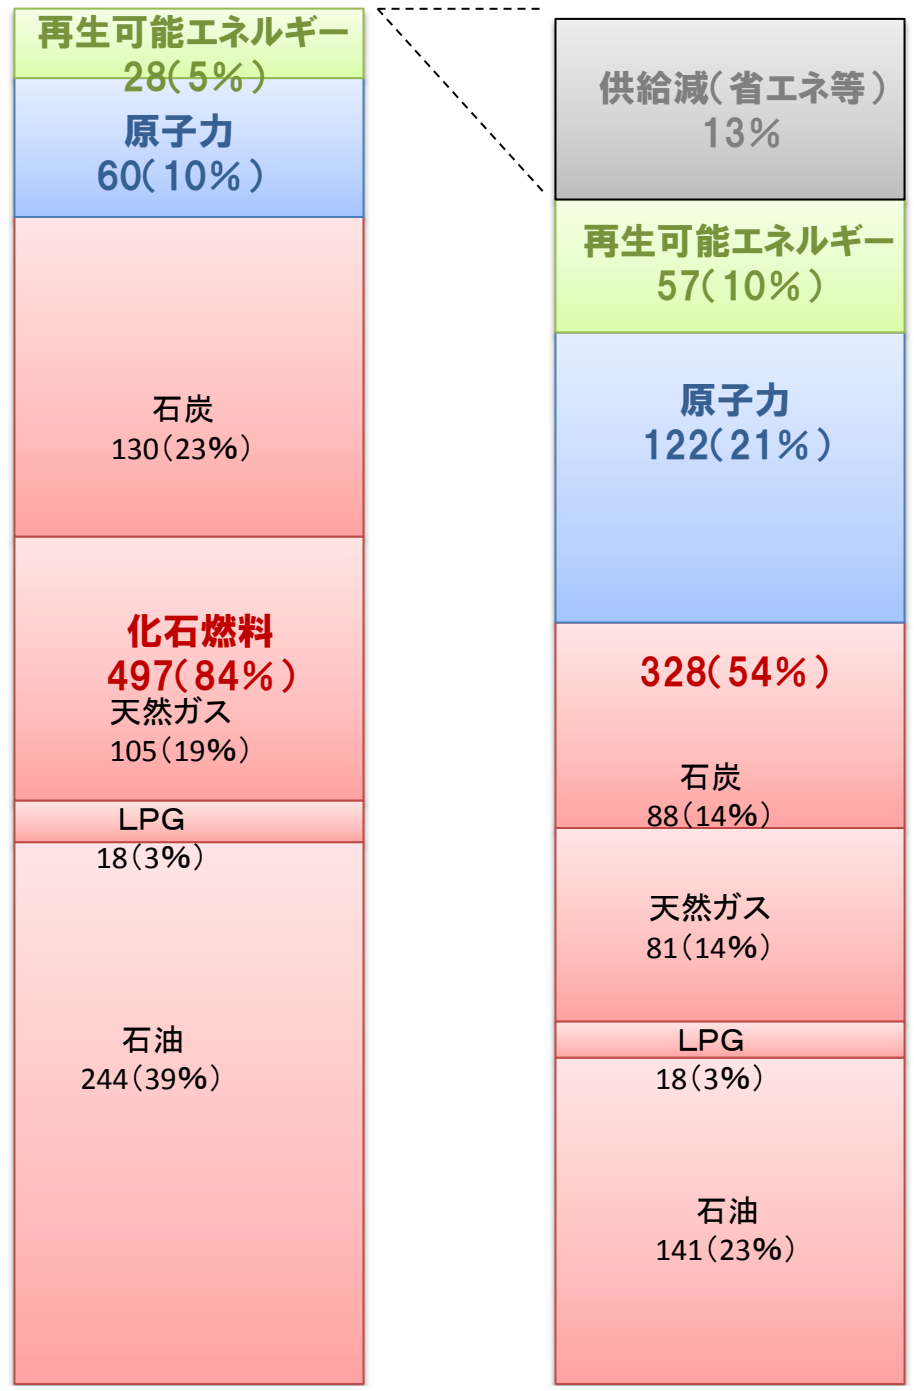 再生可能エネルギー
28(5%)
原子力
60(10%)
石炭
130(23%)
化石燃料
497(84%)
天然ガス
105(19%)
LPG
18(3%)
石油
244(39%)
供給減(省エネ等)
13%
再生可能エネルギー
57(10%)
原子力
122(21%)
328(54%)
石炭
88(14%)
天然ガス
81(14%)
LPG
18(3%)
石油
141(23%)